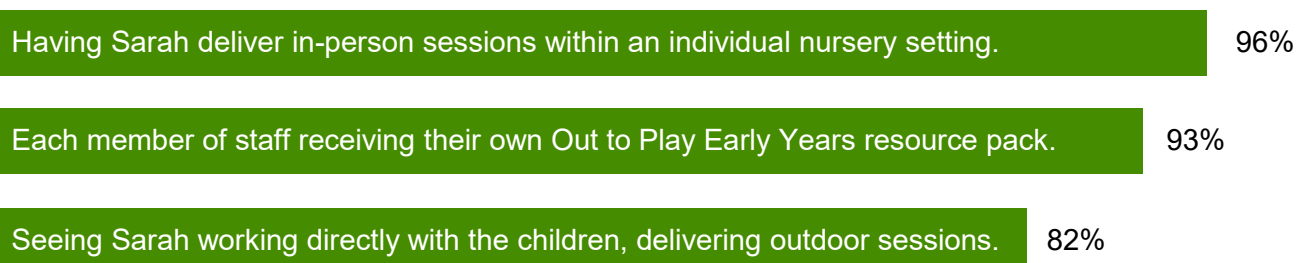 Having Sarah deliver in-person sessions within an individual nursery setting. 96%
Each member of staff receiving their own Out to Play Early Years resource pack. 93%
Seeing Sarah working directly with the children, delivering outdoor sessions. 82%